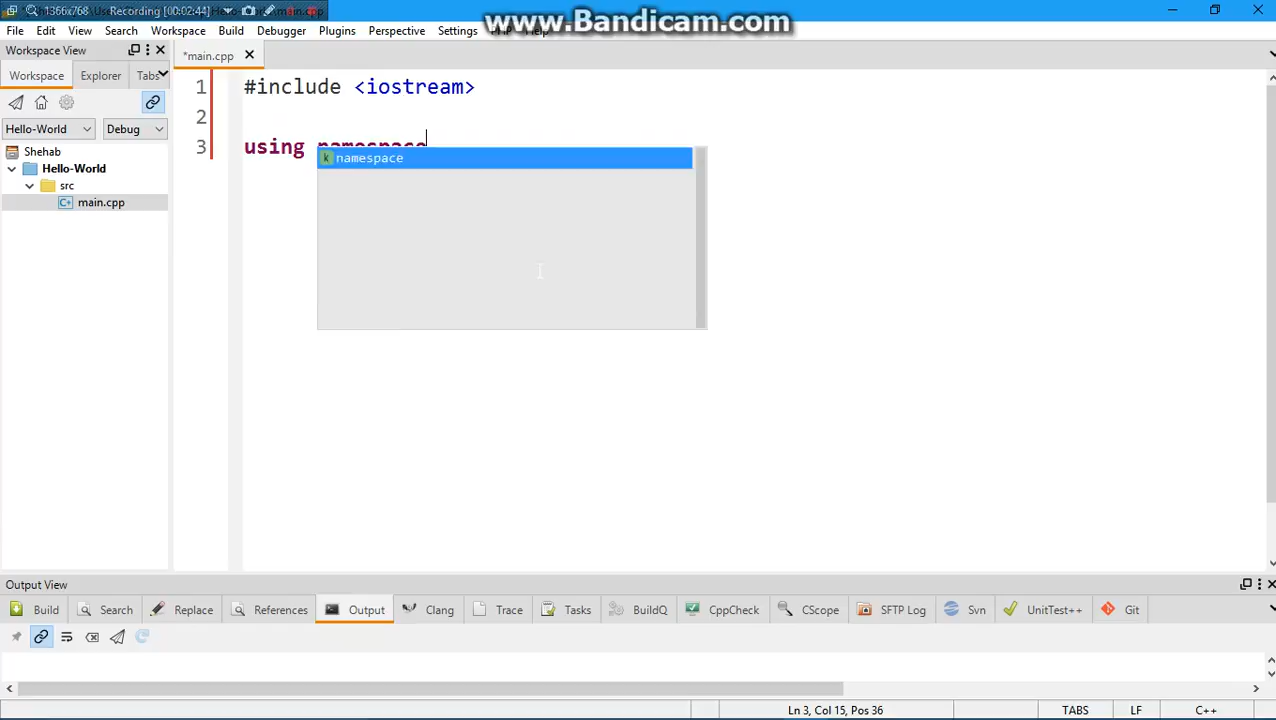 1366x768 Recording [00:02:44]
www.Bandicam.com
File Edit View Search Workspace Build Debugger Plugins Perspective Settings PHP Help
Workspace View
*main.cpp
Workspace Explorer Tabs
1 #include <iostream>
2
3 using namespace
namespace
Hello-World Debug
Shehab
Hello-World
src
main.cpp
Output View
Build Search Replace References Output Clang Trace Tasks BuildQ CppCheck CScope SFTP Log Svn UnitTest++ Git
Ln 3, Col 15, Pos 36 TABS LF C++